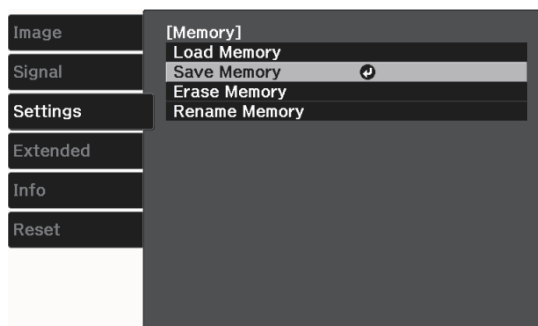 Image
Signal
Settings
Extended
Info
Reset
[Memory]
Load Memory
Save Memory
Erase Memory
Rename Memory